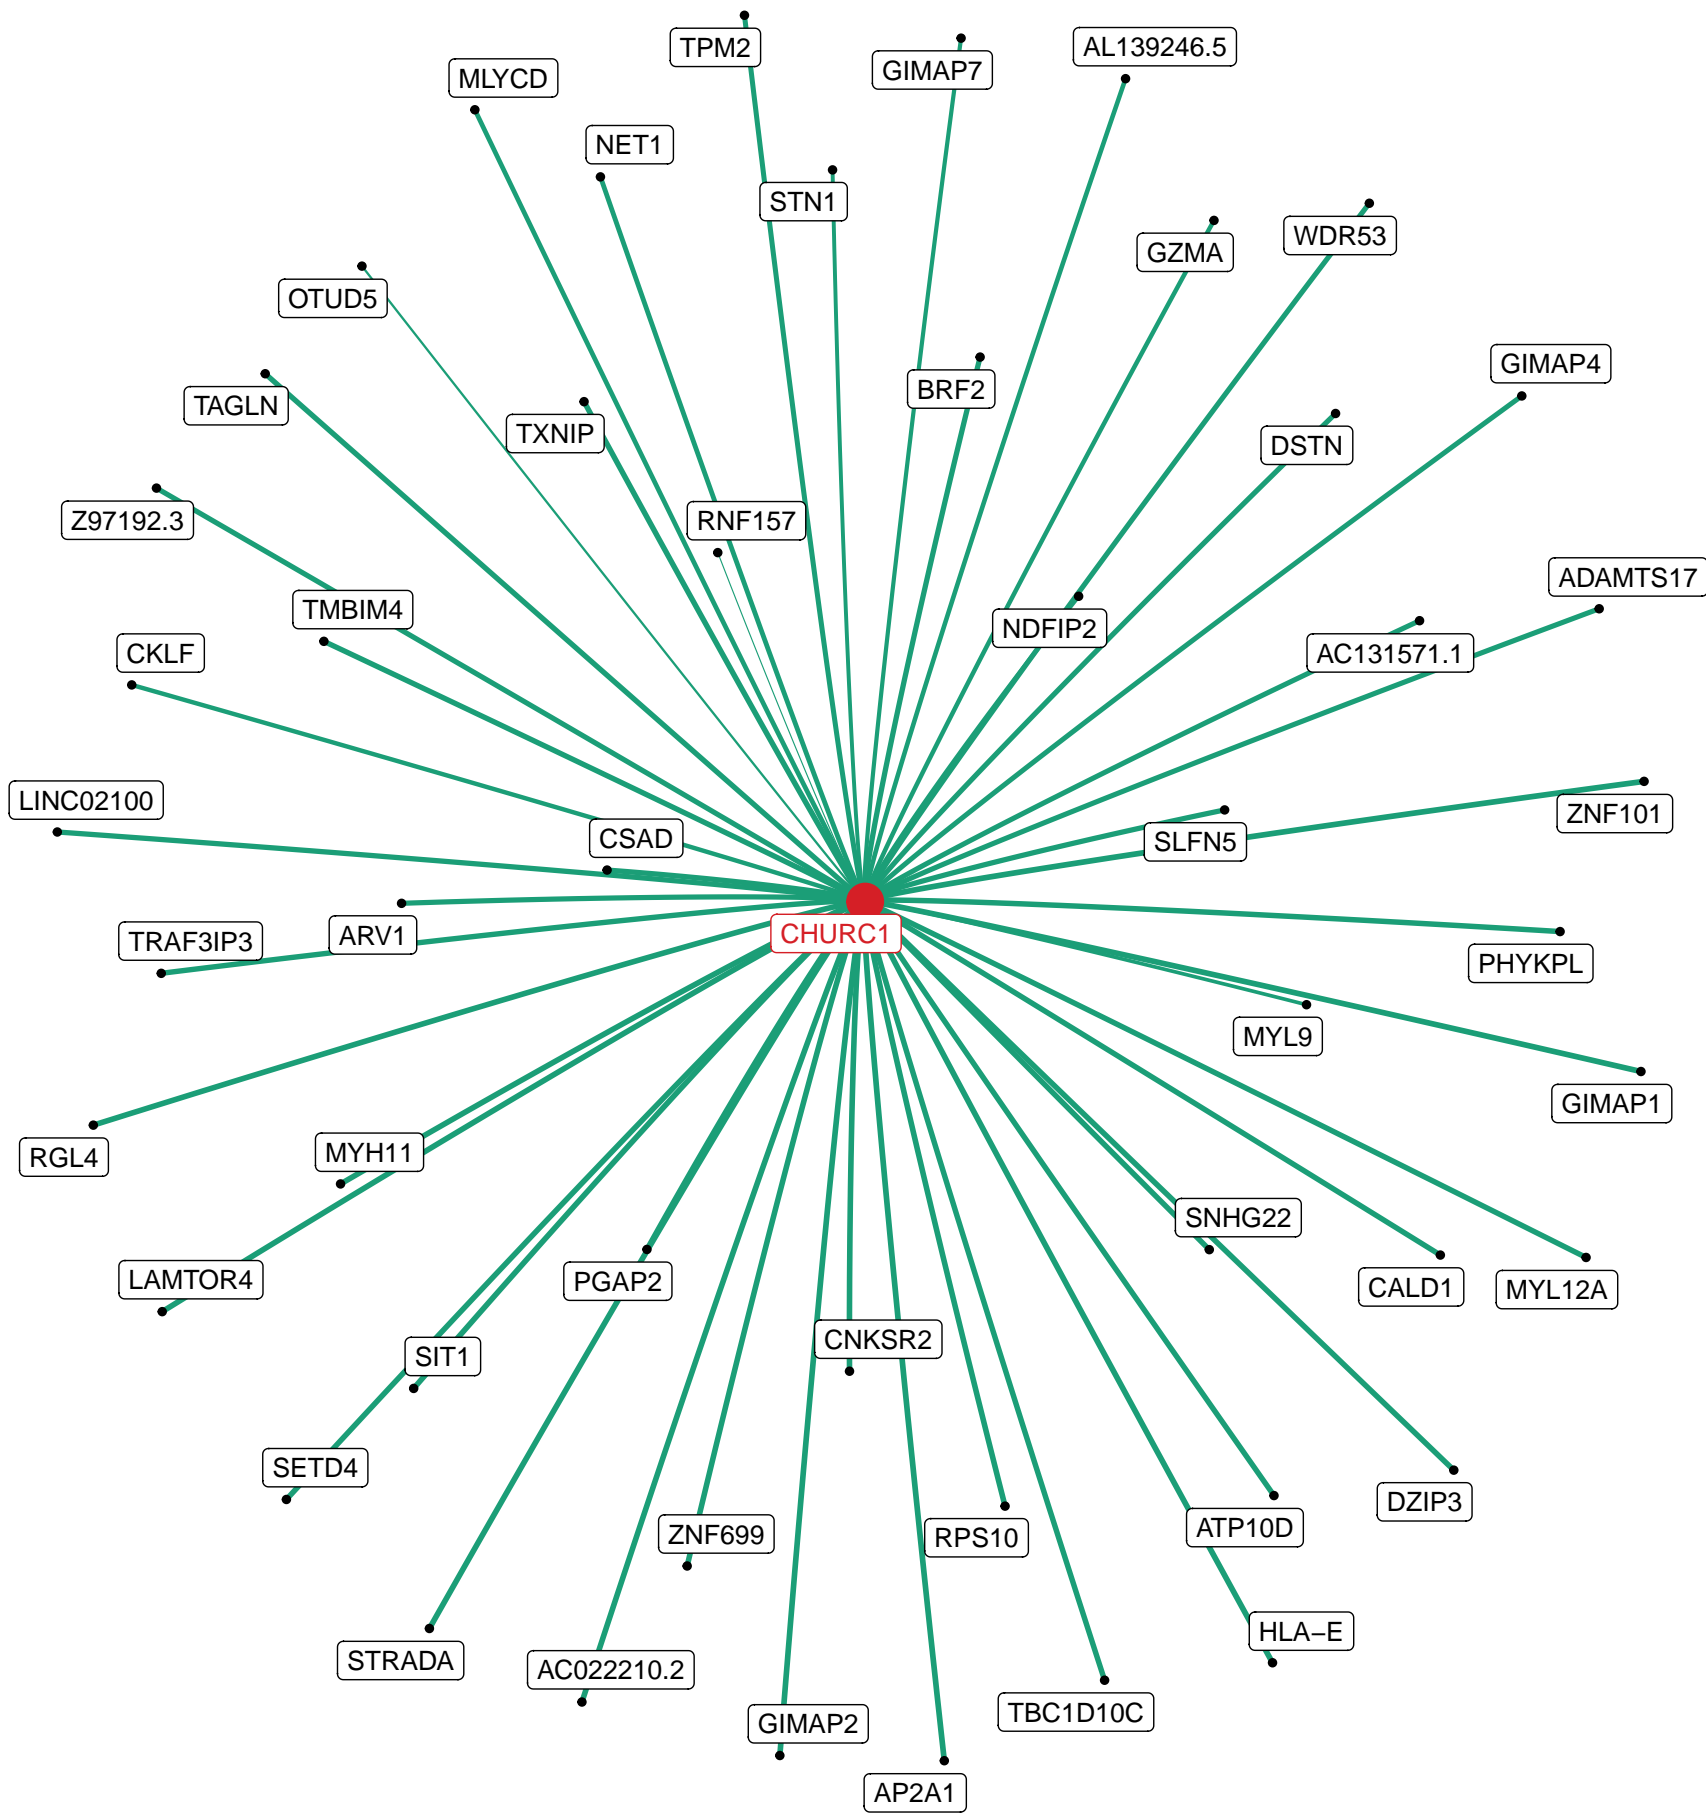 TPM2
AL139246.5
GIMAP7
MLYCD
NET1
STN1
WDR53
GZMA
OTUD5
GIMAP4
BRF2
TAGLN
TXNIP
DSTN
Z97192.3
RNF157
ADAMTS17
TMBIM4
NDFIP2
CKLF
AC131571.1
LINC02100
ZNF101
CSAD
SLFN5
CHURC1
ARV1
TRAF3IP3
PHYKPL
MYL9
GIMAP1
MYH11
RGL4
SNHG22
LAMTOR4
PGAP2
CALD1
MYL12A
CNKSR2
SIT1
SETD4
DZIP3
ATP10D
ZNF699
RPS10
HLA−E
STRADA
AC022210.2
TBC1D10C
GIMAP2
AP2A1